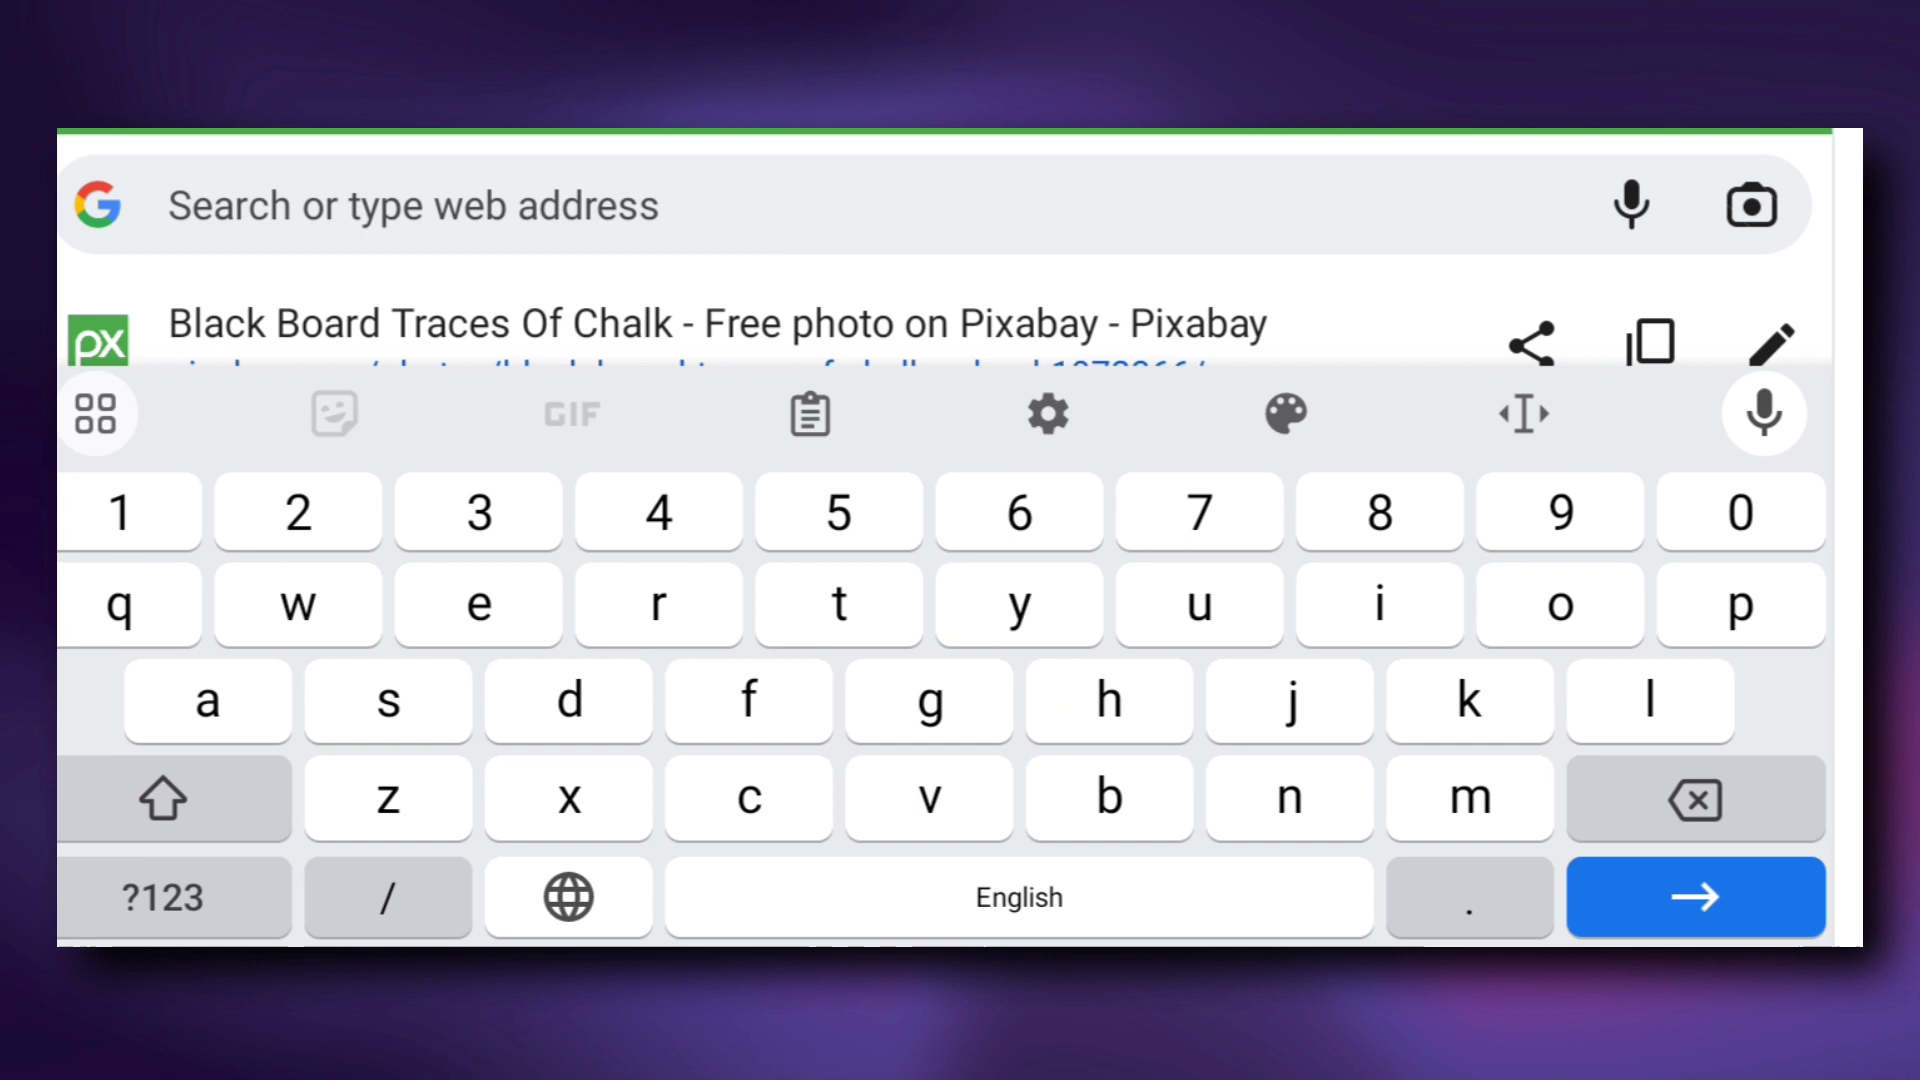 Search or type web address
Black Board Traces Of Chalk - Free photo on Pixabay - Pixabay
px
GIF
1 2 3 4 5 6 7 8 9 0
q w e r t y u i o p
a s d f g h j k l
z x c v b n m
?123 / English .